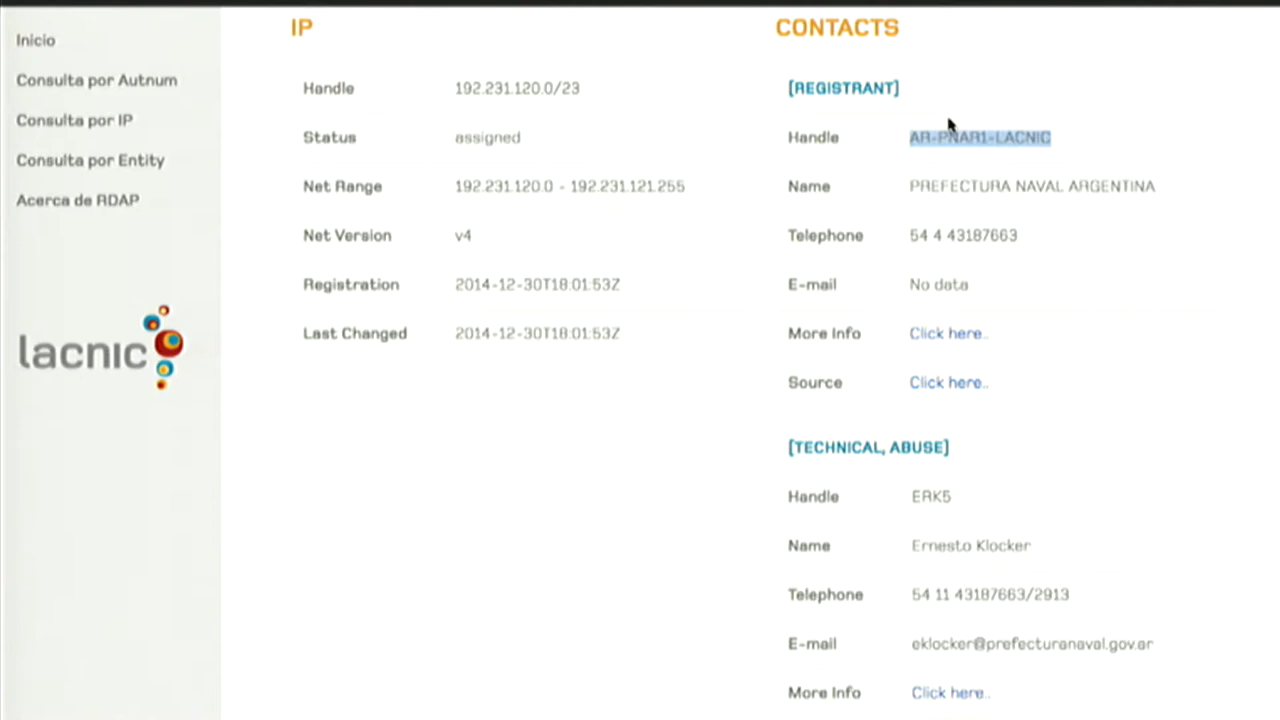 Inicio
Consulta por Autnum
Consulta por IP
Consulta por Entity
Acerca de RDAP
lacnic
IP
Handle 192.231.120.0/23
Status assigned
Net Range 192.231.120.0 - 192.231.121.255
Net Version v4
Registration 2014-12-30T18:01:53Z
Last Changed 2014-12-30T18:01:53Z
CONTACTS
[REGISTRANT]
Handle AR-PNAR1-LACNIC
Name PREFECTURA NAVAL ARGENTINA
Telephone 54 4 43187663
E-mail No data
More Info Click here..
Source Click here..
[TECHNICAL, ABUSE]
Handle ERK5
Name Ernesto Klocker
Telephone 54 11 43187663/2913
E-mail eklocker@prefecturanaval.gov.ar
More Info Click here..